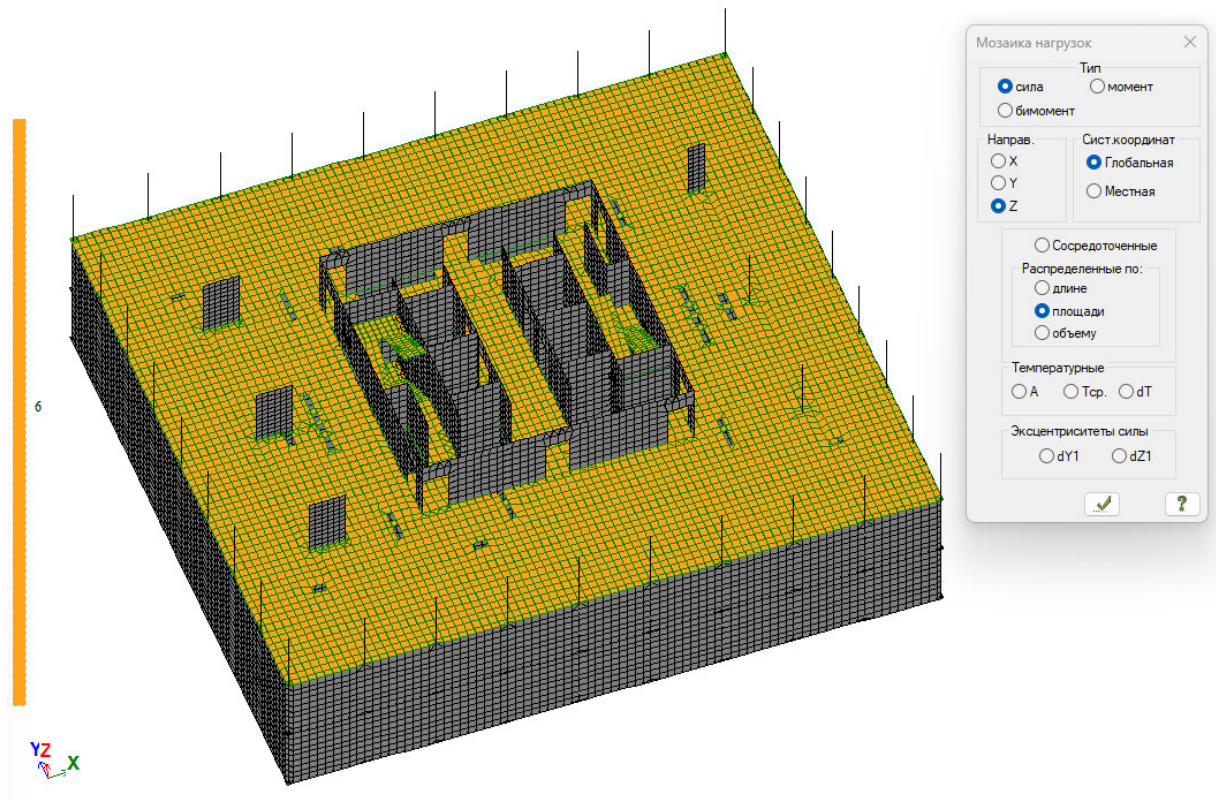 Мозаика нагрузок
Тип
сила
момент
бимомент
Направ.
X
Y
Z
Сист.координат
Глобальная
Местная
Сосредоточенные
Распределенные по:
длине
площади
объему
Температурные
A
Тср.
dT
Эксцентриситеты силы
dY1
dZ1
?
6
YZ
X